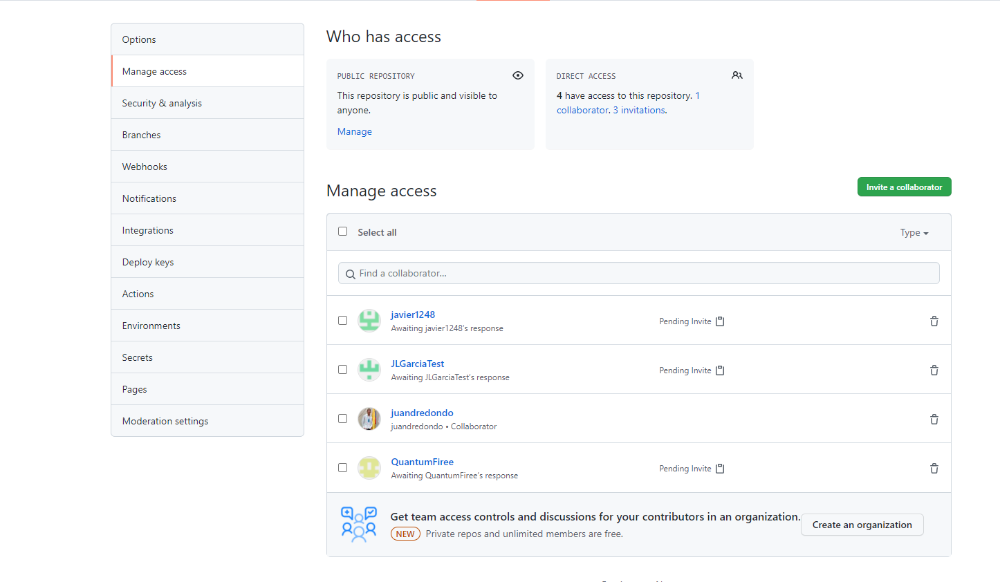 Options
Manage access
Security & analysis
Branches
Webhooks
Notifications
Integrations
Deploy keys
Actions
Environments
Secrets
Pages
Moderation settings
Who has access
PUBLIC REPOSITORY
This repository is public and visible to
anyone.
Manage
DIRECT ACCESS
4 have access to this repository. 1
collaborator. 3 invitations.
Manage access
Invite a collaborator
Select all
Type
Find a collaborator...
javier1248
Awaiting javier1248's response
Pending Invite
JLGarciaTest
Awaiting JLGarciaTest's response
Pending Invite
juandredondo
juandredondo • Collaborator
QuantumFiree
Awaiting QuantumFiree's response
Pending Invite
Get team access controls and discussions for your contributors in an organization.
NEW Private repos and unlimited members are free.
Create an organization